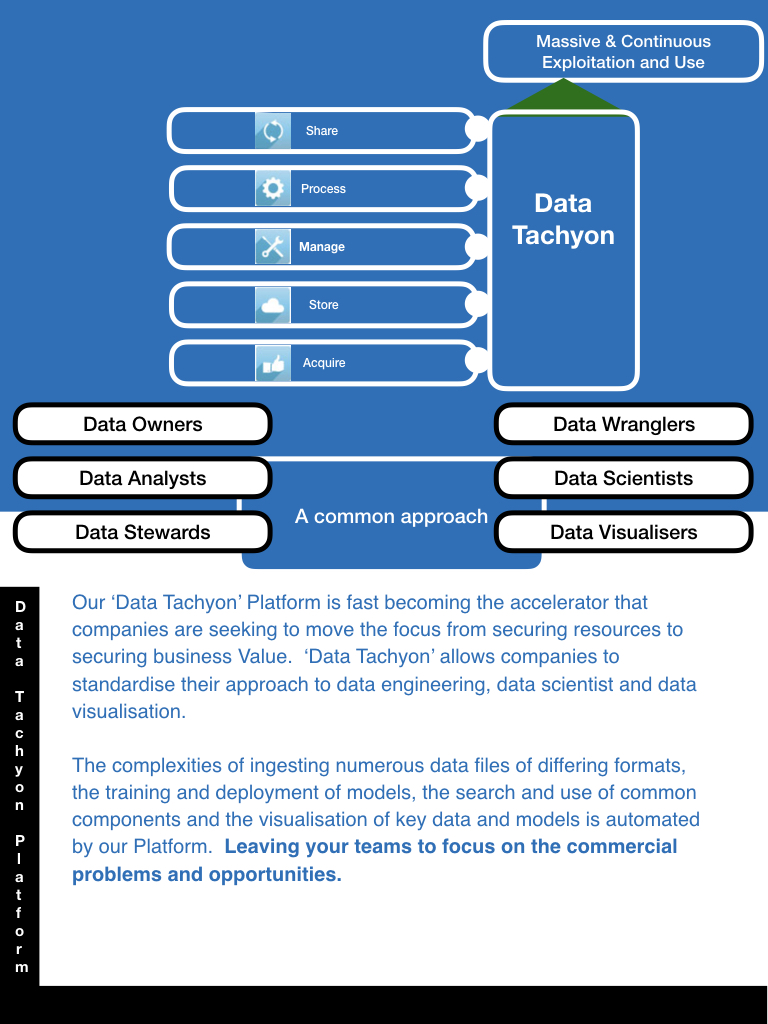 Massive & Continuous
Exploitation and Use
Share
Process
Manage
Store
Acquire
Data
Tachyon
Data Owners
Data Analysts
Data Stewards
A common approach
Data Wranglers
Data Scientists
Data Visualisers
Data Tachyon Platform
Our ‘Data Tachyon’ Platform is fast becoming the accelerator that
companies are seeking to move the focus from securing resources to
securing business Value.  ‘Data Tachyon’ allows companies to
standardise their approach to data engineering, data scientist and data
visualisation.
The complexities of ingesting numerous data files of differing formats,
the training and deployment of models, the search and use of common
components and the visualisation of key data and models is automated
by our Platform.  Leaving your teams to focus on the commercial
problems and opportunities.